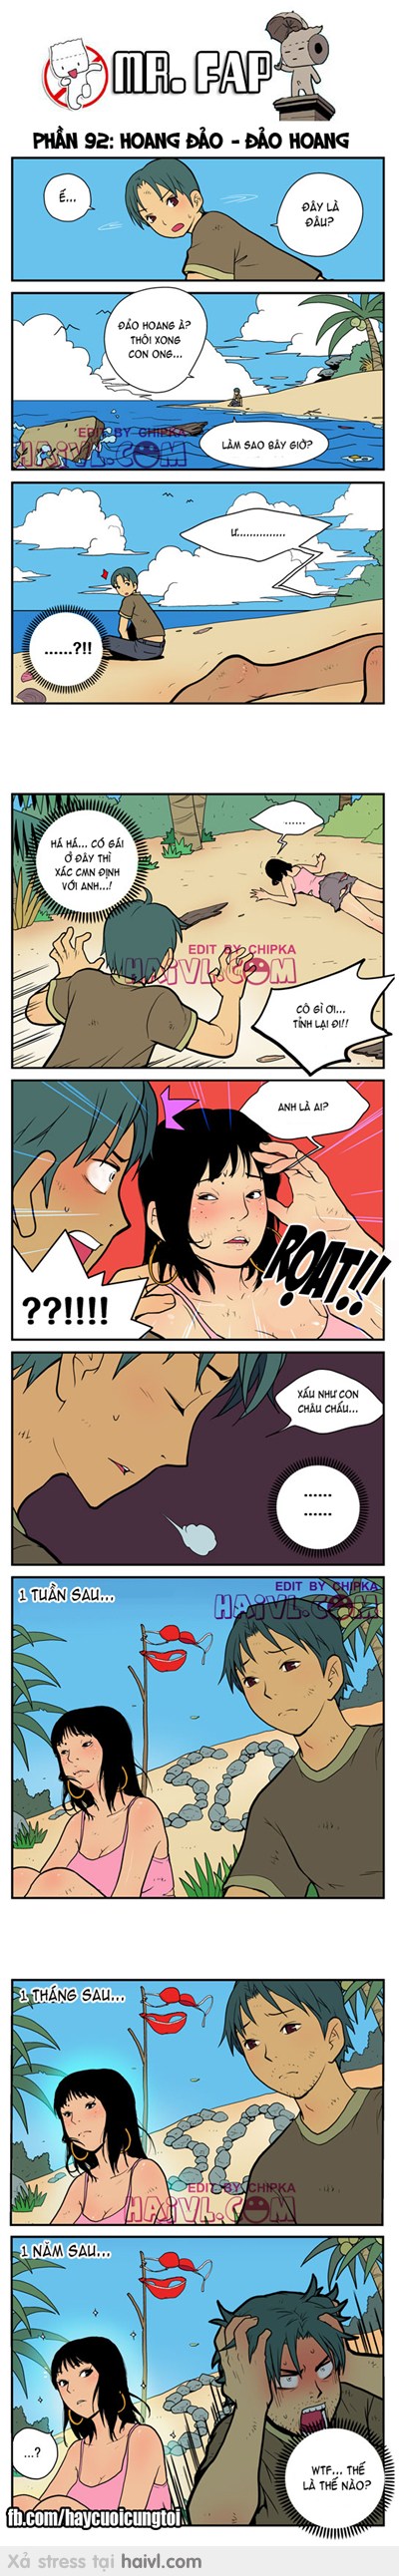 MR. FAP
PHẦN 92: HOANG ĐẢO - ĐẢO HOANG
Ế...
ĐÂY LÀ
ĐÂU?
ĐẢO HOANG À?
THÔI XONG
CON ONG...
EDIT BY CHIPKA
HAIVL.COM
LÀM SAO BÂY GIỜ?
Ư...............
......?!!
HÁ HÁ... CÓ GÁI
Ở ĐÂY THÌ
XÁC CMN ĐỊNH
VỚI ANH...!
......
EDIT BY CHIPKA
HAIVL.COM
CÔ GÌ ƠI...
TỈNH LẠI ĐI!!
ANH LÀ AI?
??!!!!
RỌAT!!
XẤU NHƯ CON
CHÂU CHẤU...
......
......
1 TUẦN SAU...
EDIT BY CHIPKA
HAIVL.COM
SO
1 THÁNG SAU...
SO
EDIT BY CHIPKA
HAIVL.COM
1 NĂM SAU...
...?
WTF... THẾ
LÀ THẾ NÀO?
fb.com/haycuoicungtoi
Xả stress tại haivl.com